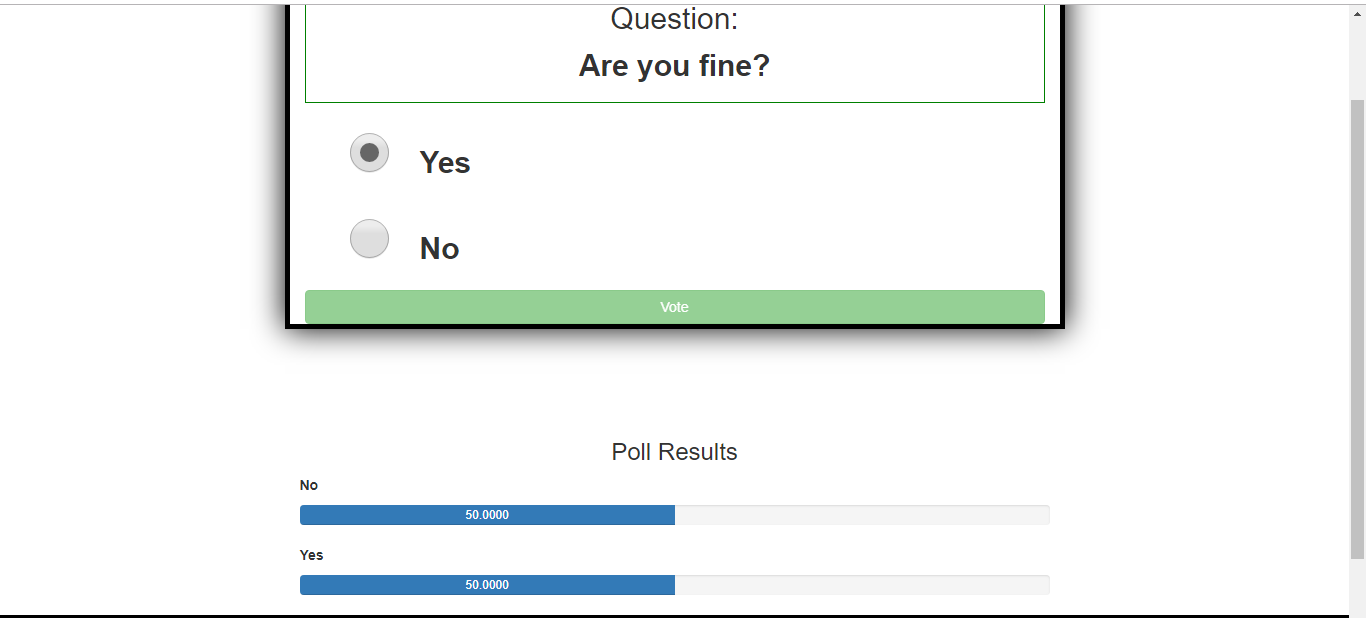 Question:
Are you fine?
Yes
No
Vote
Poll Results
No
50.0000
Yes
50.0000